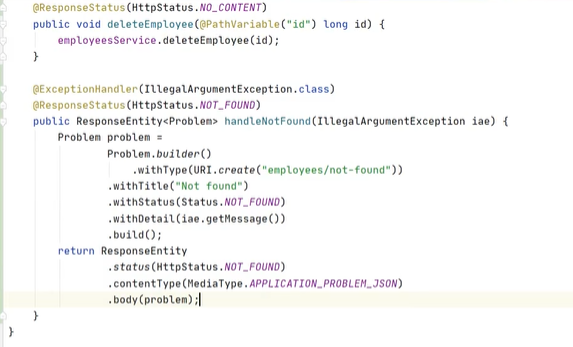 @ResponseStatus(HttpStatus.NO_CONTENT)
public void deleteEmployee(@PathVariable("id") long id) {
    employeesService.deleteEmployee(id);
}

@ExceptionHandler(IllegalArgumentException.class)
@ResponseStatus(HttpStatus.NOT_FOUND)
public ResponseEntity<Problem> handleNotFound(IllegalArgumentException iae) {
    Problem problem =
            Problem.builder()
                .withType(URI.create("employees/not-found"))
            .withTitle("Not found")
            .withStatus(Status.NOT_FOUND)
            .withDetail(iae.getMessage())
            .build();
    return ResponseEntity
            .status(HttpStatus.NOT_FOUND)
            .contentType(MediaType.APPLICATION_PROBLEM_JSON)
            .body(problem);
}
}